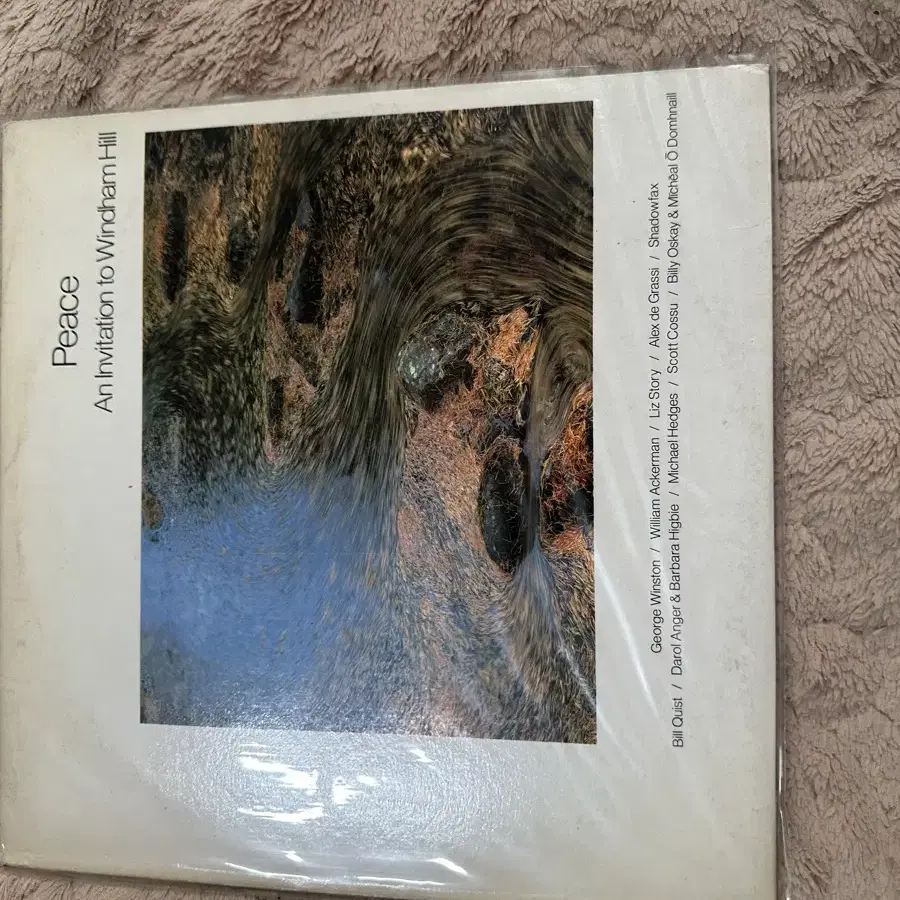 Peace
An Invitation to Windham Hill
George Winston / William Ackerman / Liz Story / Alex de Grassi / Shadowfax
Bill Quist / Darol Anger & Barbara Higbie / Michael Hedges / Scott Cossu / Billy Oskay & Micheál Ō Domhnaill